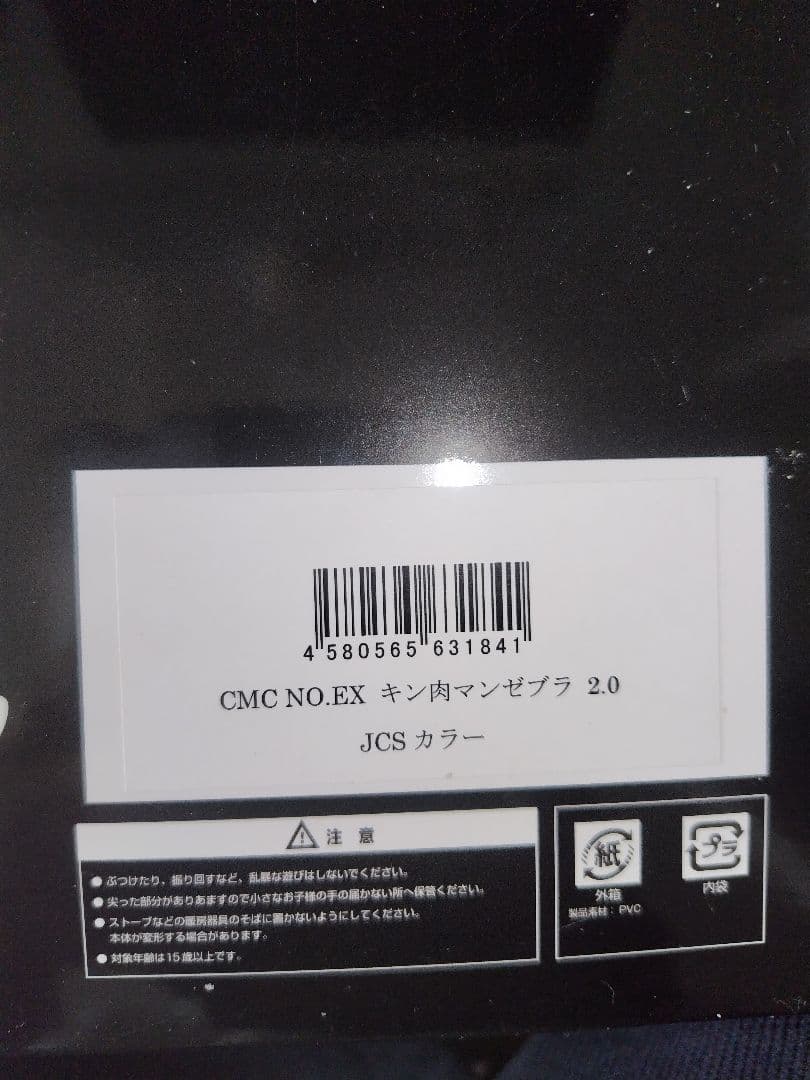 4 580565 631841
CMC NO.EX キン肉マンゼブラ 2.0
JCSカラー
注 意
● ぶつけたり、振り回すなど、乱暴な遊びはしないでください。
● 尖った部分がありあますので小さなお子様の手の届かない所へ保管ください。
● ストーブなどの暖房器具のそばに置かないようにしてください。
本体が変形する場合があります。
● 対象年齢は15歳以上です。
紙
外箱
製品素材：PVC
プラ
内袋